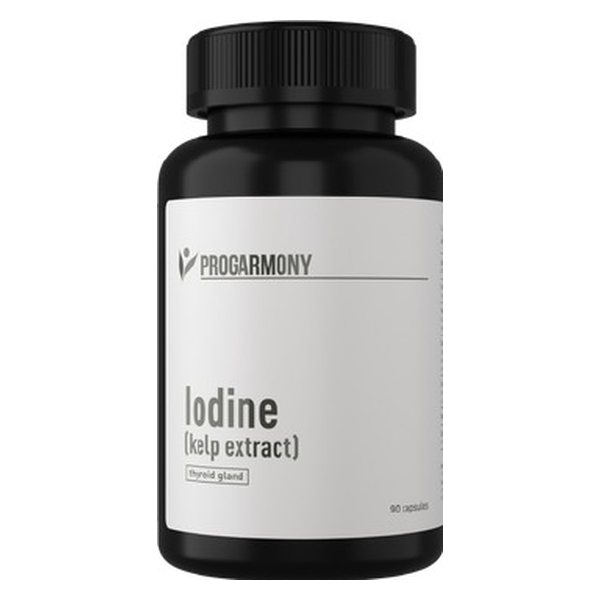 PROGARMONY
Iodine
(kelp extract)
thyroid gland
90 capsules